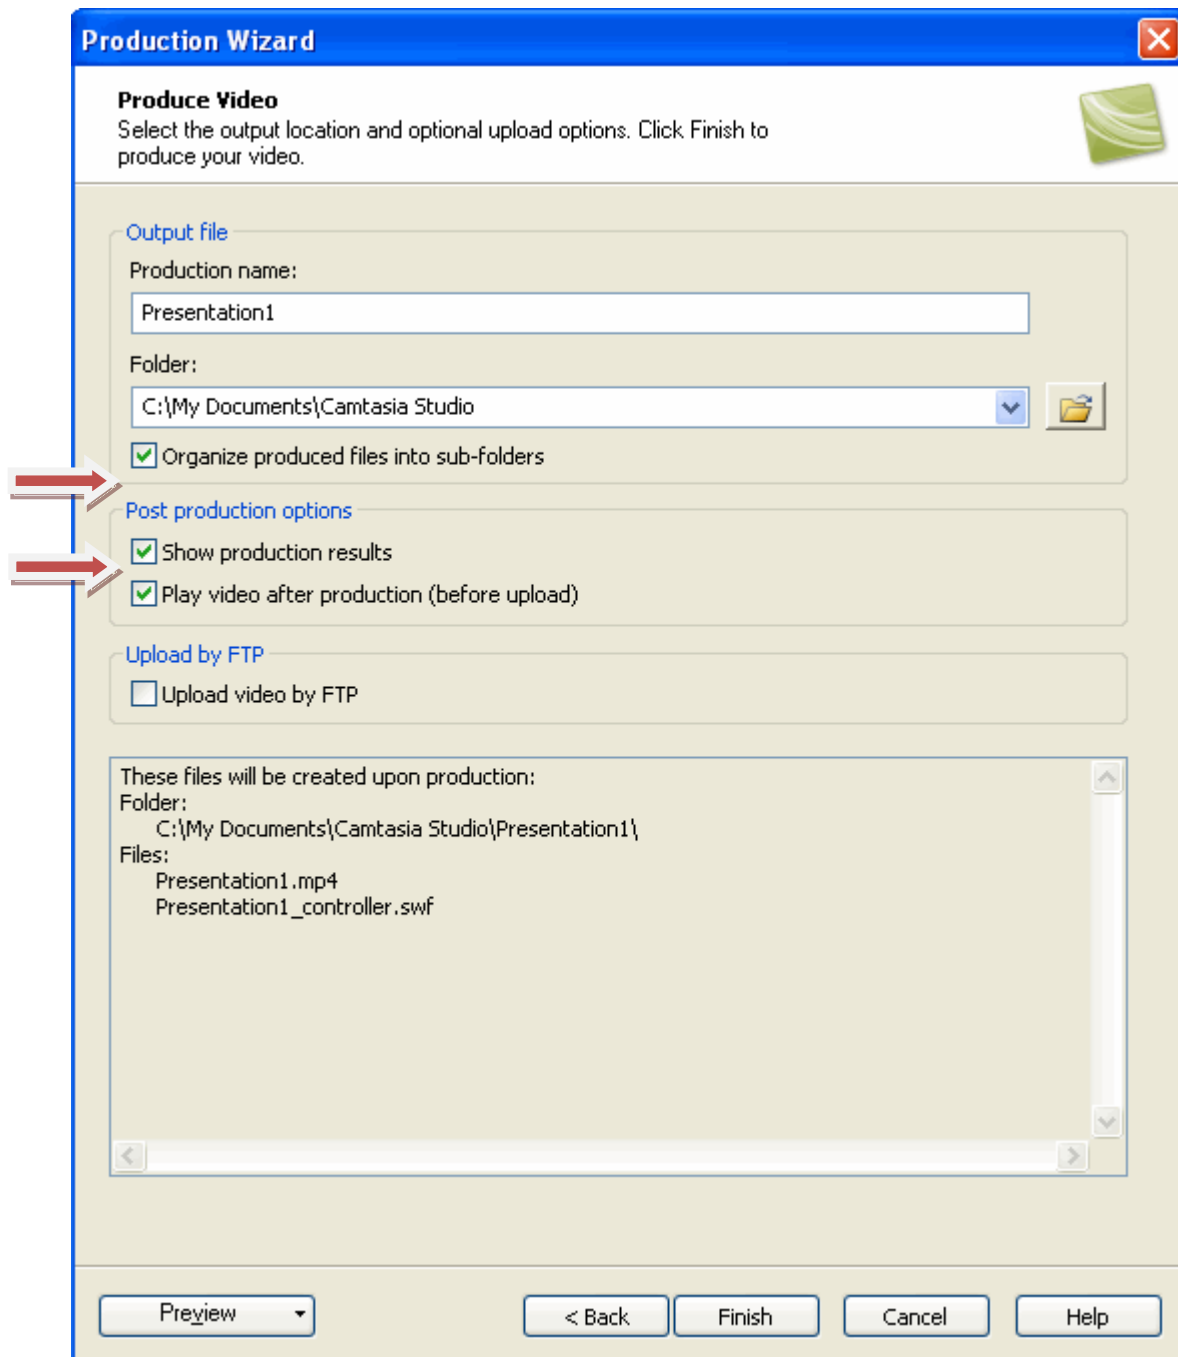 Production Wizard
Produce Video
Select the output location and optional upload options. Click Finish to
produce your video.
Output file
Production name:
Presentation1
Folder:
C:\My Documents\Camtasia Studio
Organize produced files into sub-folders
Post production options
Show production results
Play video after production (before upload)
Upload by FTP
Upload video by FTP
These files will be created upon production:
Folder:
C:\My Documents\Camtasia Studio\Presentation1\
Files:
Presentation1.mp4
Presentation1_controller.swf
Preview
< Back
Finish
Cancel
Help